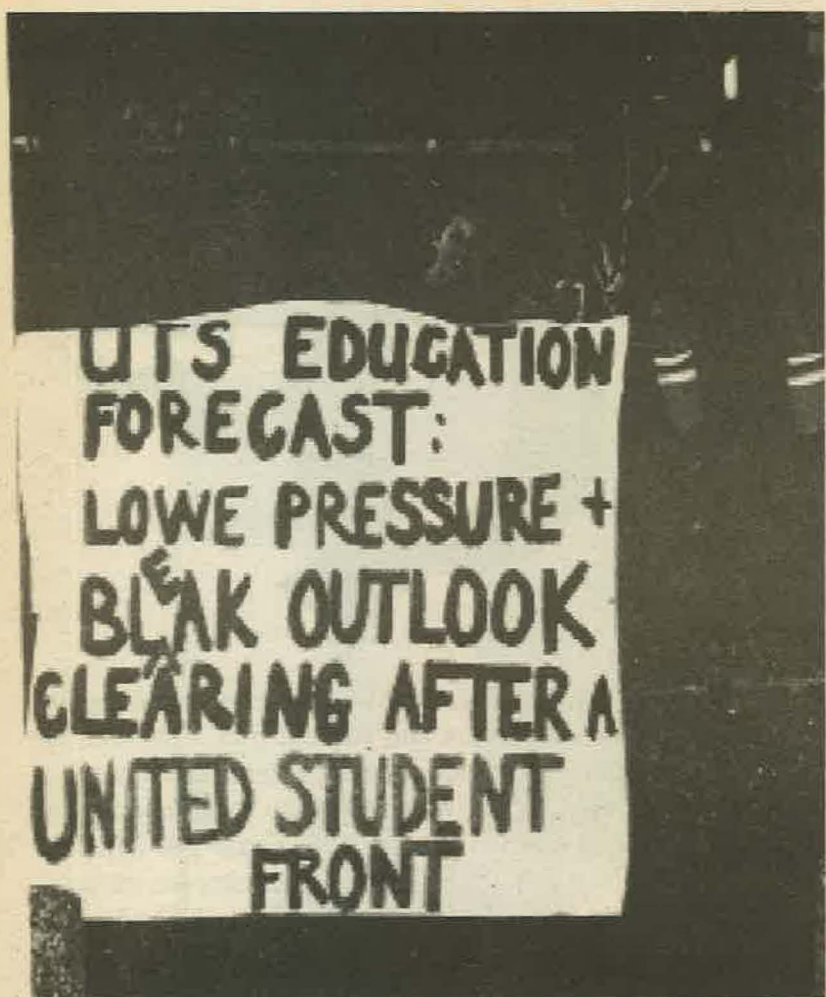 UTS EDUCATION
FORECAST:
LOWE PRESSURE +
BLEAK OUTLOOK
CLEARING AFTER A
UNITED STUDENT
FRONT